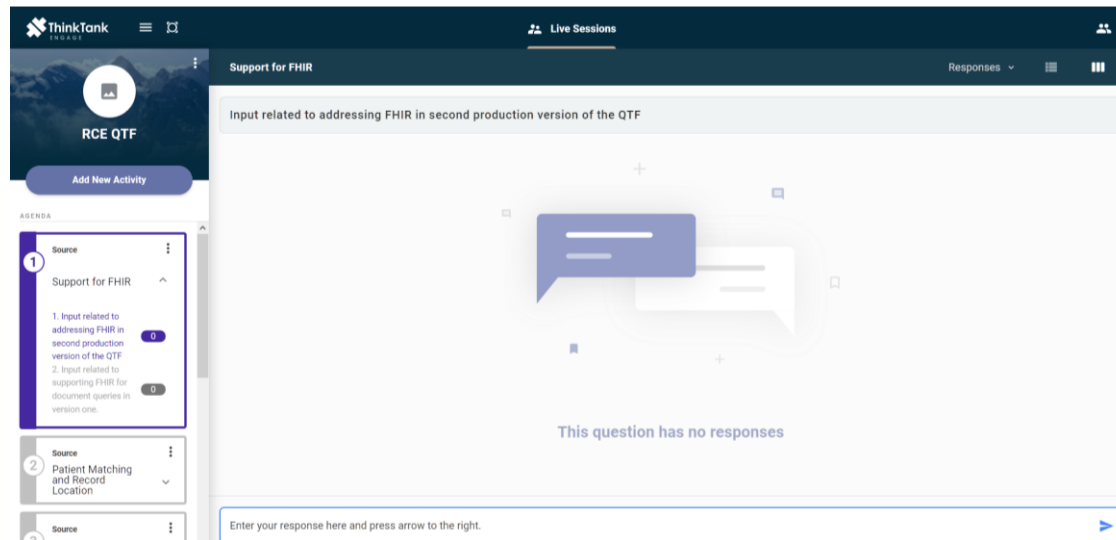 ThinkTank
ENGAGE
Live Sessions
RCE QTF
Add New Activity
AGENDA
1
Source
Support for FHIR
1. Input related to
addressing FHIR in
second production
version of the QTF
0
2. Input related to
supporting FHIR for
document queries in
version one.
0
2
Source
Patient Matching
and Record
Location
3
Source
Support for FHIR
Responses
Input related to addressing FHIR in second production version of the QTF
This question has no responses
Enter your response here and press arrow to the right.